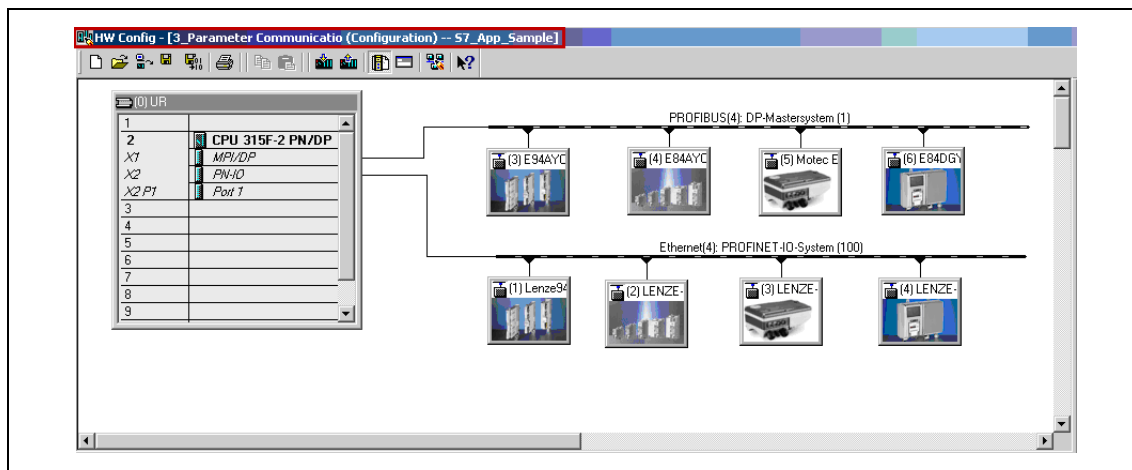 HW Config - [3_Parameter Communicatio (Configuration) -- S7_App_Sample]
(0) UR
1
2 CPU 315F-2 PN/DP
X1 MPI/DP
X2 PN-IO
X2 P1 Port 1
3
4
5
6
7
8
9
PROFIBUS(4): DP-Mastersystem (1)
(3) E94AYC (4) E84AYC (5) Motec E (6) E84DGV
Ethernet(4): PROFINET-IO-System (100)
(1) Lenze94 (2) LENZE- (3) LENZE- (4) LENZE-